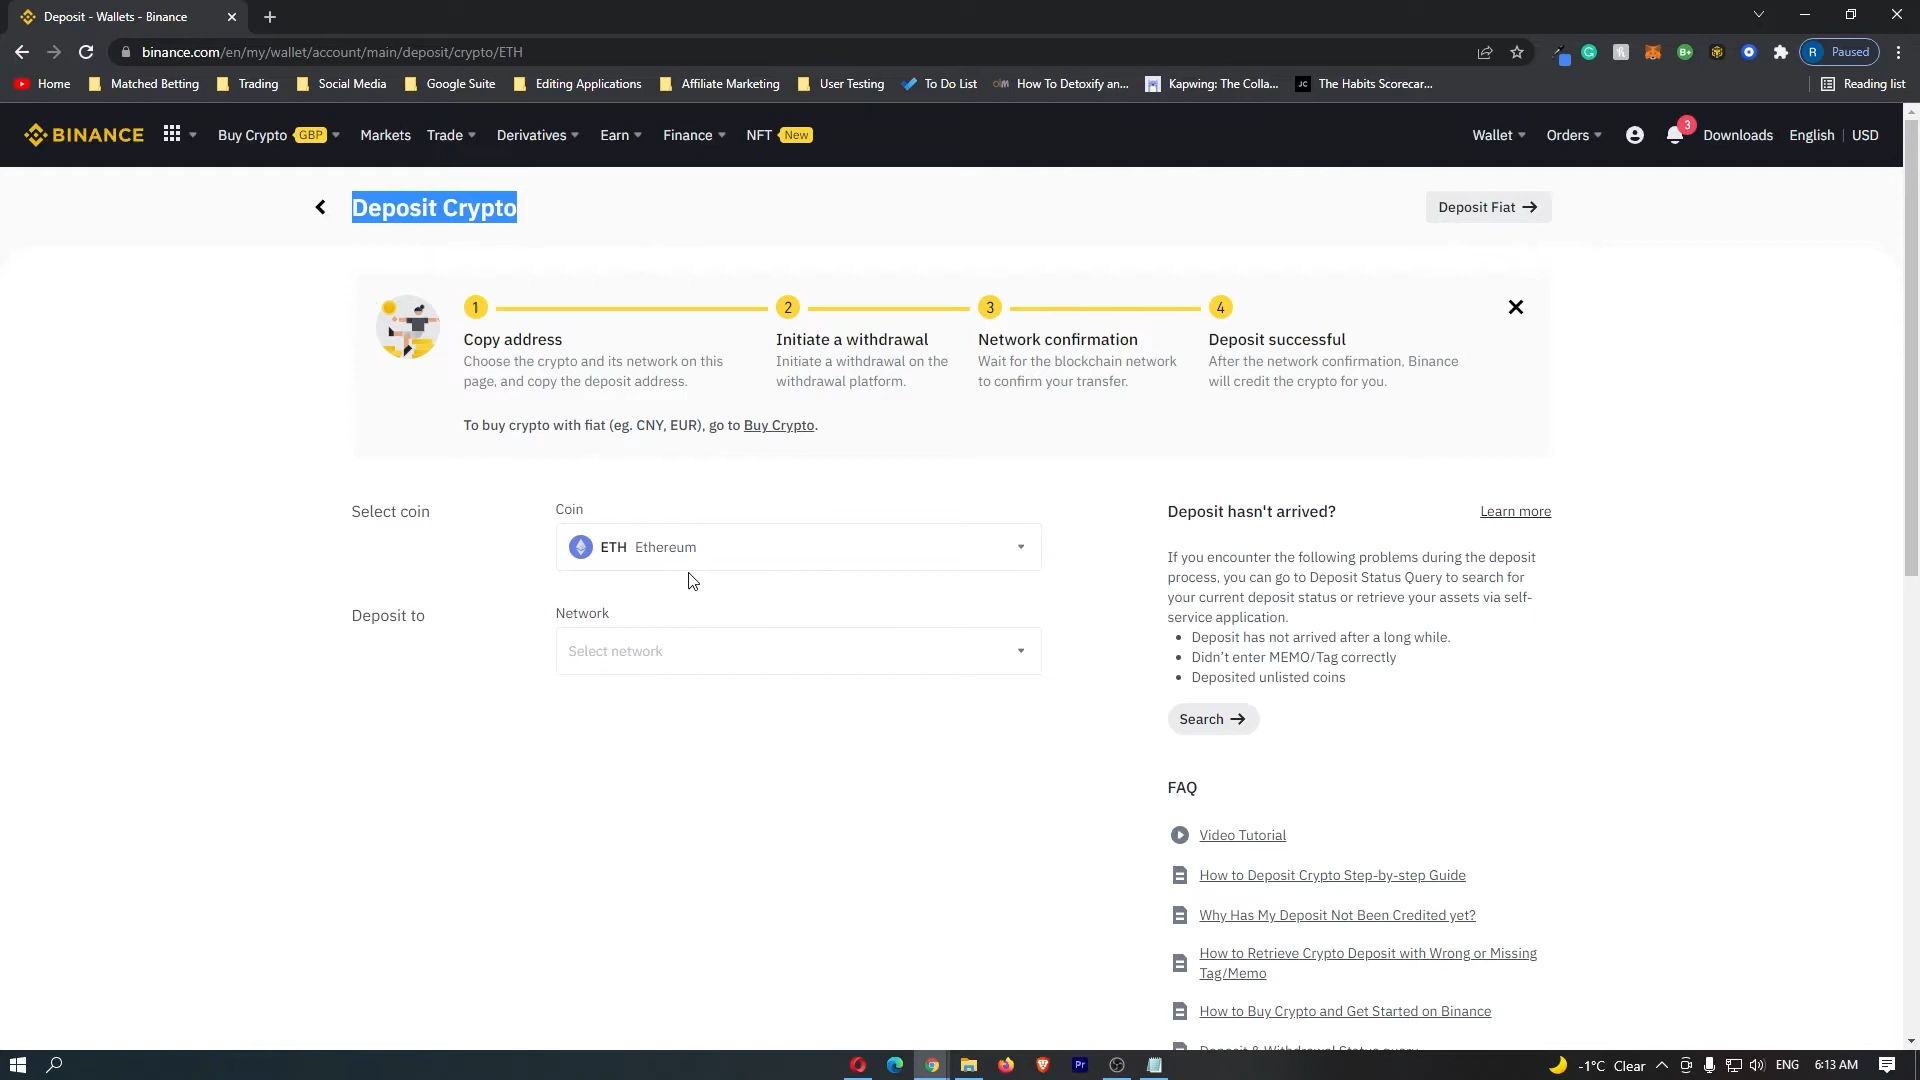 Deposit - Wallets - Binance
binance.com/en/my/wallet/account/main/deposit/crypto/ETH
R Paused
Home Matched Betting Trading Social Media Google Suite Editing Applications Affiliate Marketing User Testing To Do List How To Detoxify an... Kapwing: The Colla... JC The Habits Scorecar... Reading list
BINANCE Buy Crypto GBP Markets Trade Derivatives Earn Finance NFT New Wallet Orders 3 Downloads English USD
Deposit Crypto
Deposit Fiat
1 2 3 4
Copy address Initiate a withdrawal Network confirmation Deposit successful
Choose the crypto and its network on this Initiate a withdrawal on the Wait for the blockchain network After the network confirmation, Binance
page, and copy the deposit address. withdrawal platform. to confirm your transfer. will credit the crypto for you.
To buy crypto with fiat (eg. CNY, EUR), go to Buy Crypto.
Select coin
Coin
ETH Ethereum
Deposit to
Network
Select network
Deposit hasn't arrived? Learn more
If you encounter the following problems during the deposit
process, you can go to Deposit Status Query to search for
your current deposit status or retrieve your assets via self-
service application.
Deposit has not arrived after a long while.
Didn't enter MEMO/Tag correctly
Deposited unlisted coins
Search
FAQ
Video Tutorial
How to Deposit Crypto Step-by-step Guide
Why Has My Deposit Not Been Credited yet?
How to Retrieve Crypto Deposit with Wrong or Missing
Tag/Memo
How to Buy Crypto and Get Started on Binance
Deposit & Withdrawal Status query
Pr
-1°C Clear ENG 6:13 AM